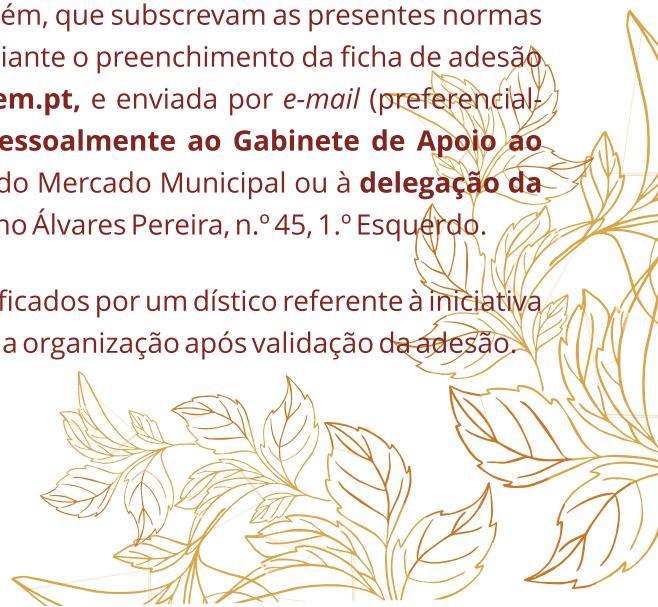 ém, que subscrevam as presentes normas
iante o preenchimento da ficha de adesão
em.pt, e enviada por e-mail (preferencial-
essoalmente ao Gabinete de Apoio ao
do Mercado Municipal ou à delegação da
no Álvares Pereira, n.º 45, 1.º Esquerdo.
ficados por um dístico referente à iniciativa
a organização após validação da adesão.